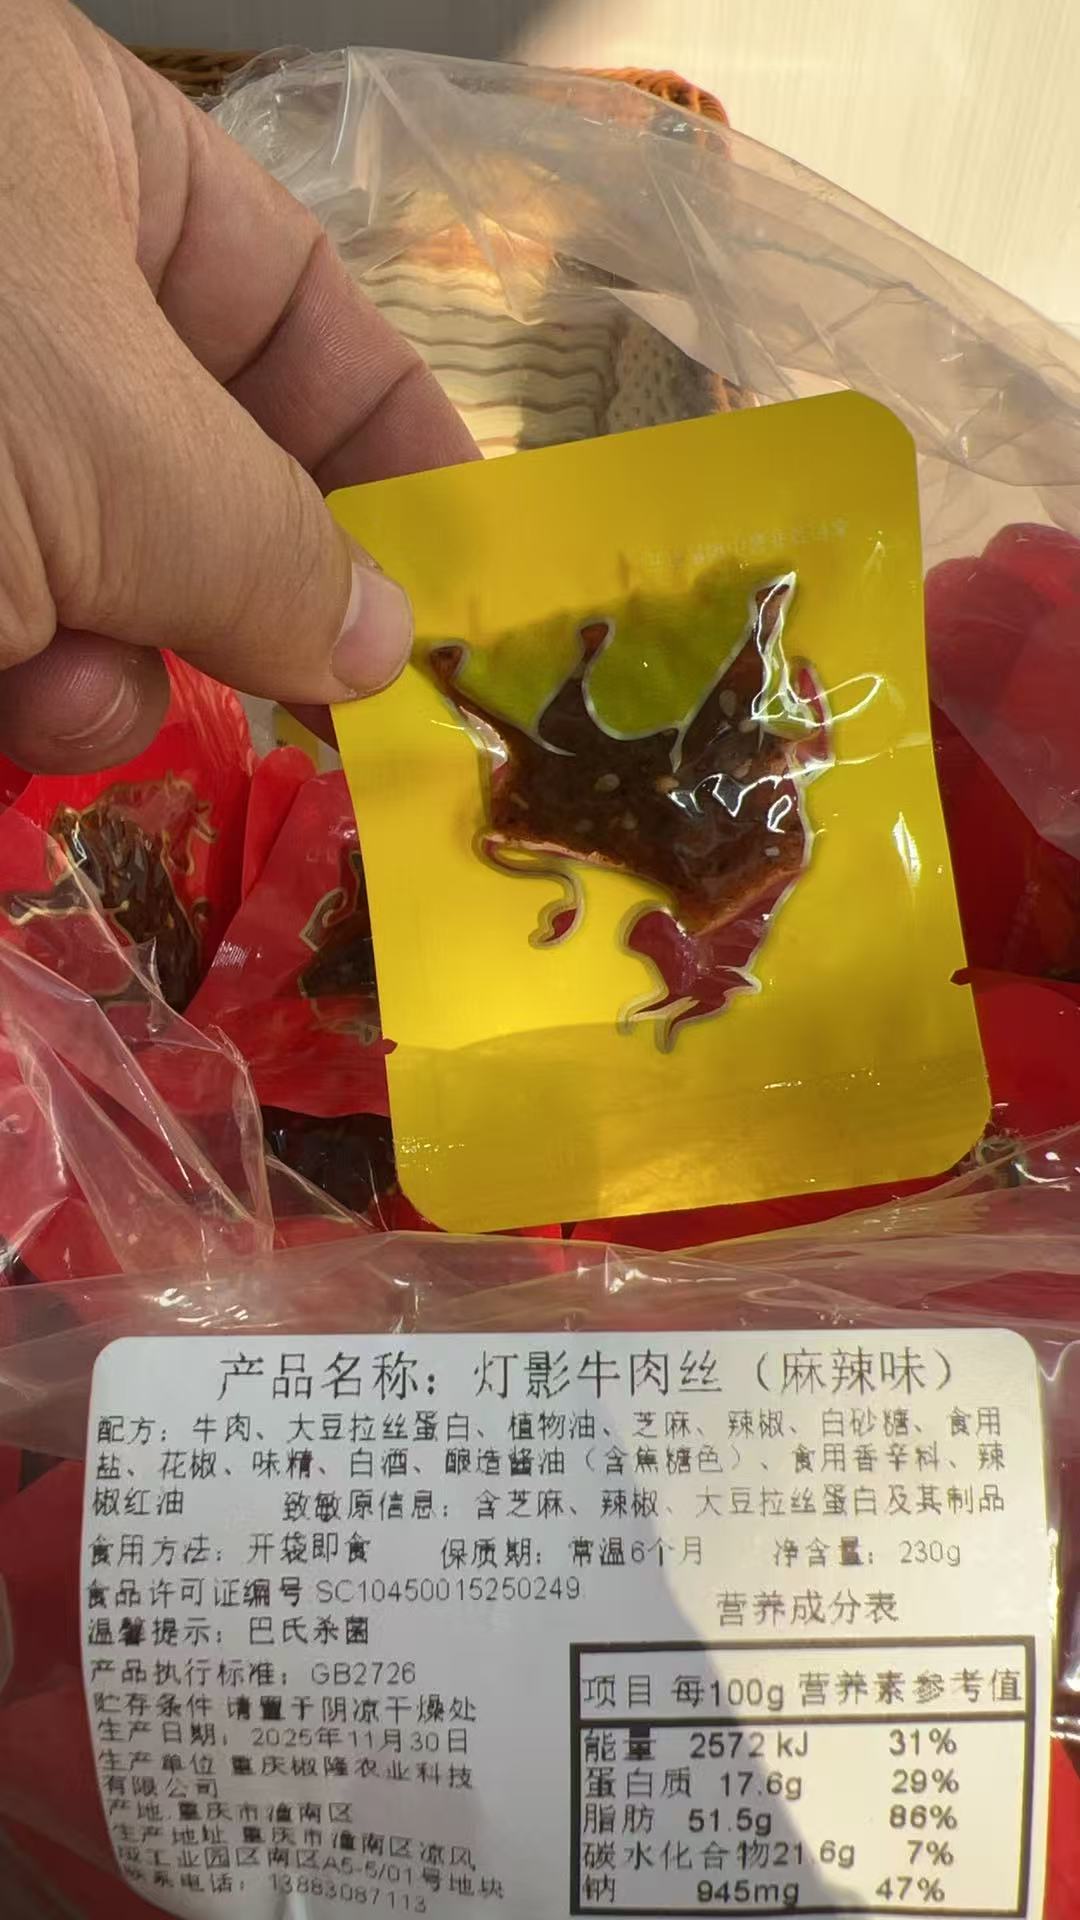 产品名称：灯影牛肉丝（麻辣味）
配方：牛肉、大豆拉丝蛋白、植物油、芝麻、辣椒、白砂糖、食用
盐、花椒、味精、白酒、酿造酱油（含焦糖色）、食用香辛料、辣
椒红油 致敏原信息：含芝麻、辣椒、大豆拉丝蛋白及其制品
食用方法：开袋即食 保质期：常温6个月 净含量：230g
食品许可证编号 SC10450015250249
温馨提示：巴氏杀菌
产品执行标准：GB2726
贮存条件 请置于阴凉干燥处
生产日期：2025年11月30日
生产单位 重庆椒隆农业科技
有限公司
产地：重庆市潼南区
生产地址 重庆市潼南区凉风
垭工业园区南区A5-5/01号地块
联系电话：13883087113
营养成分表
项目 每100g 营养素参考值
能量 2572 kJ 31%
蛋白质 17.6g 29%
脂肪 51.5g 86%
碳水化合物21.6g 7%
钠 945mg 47%